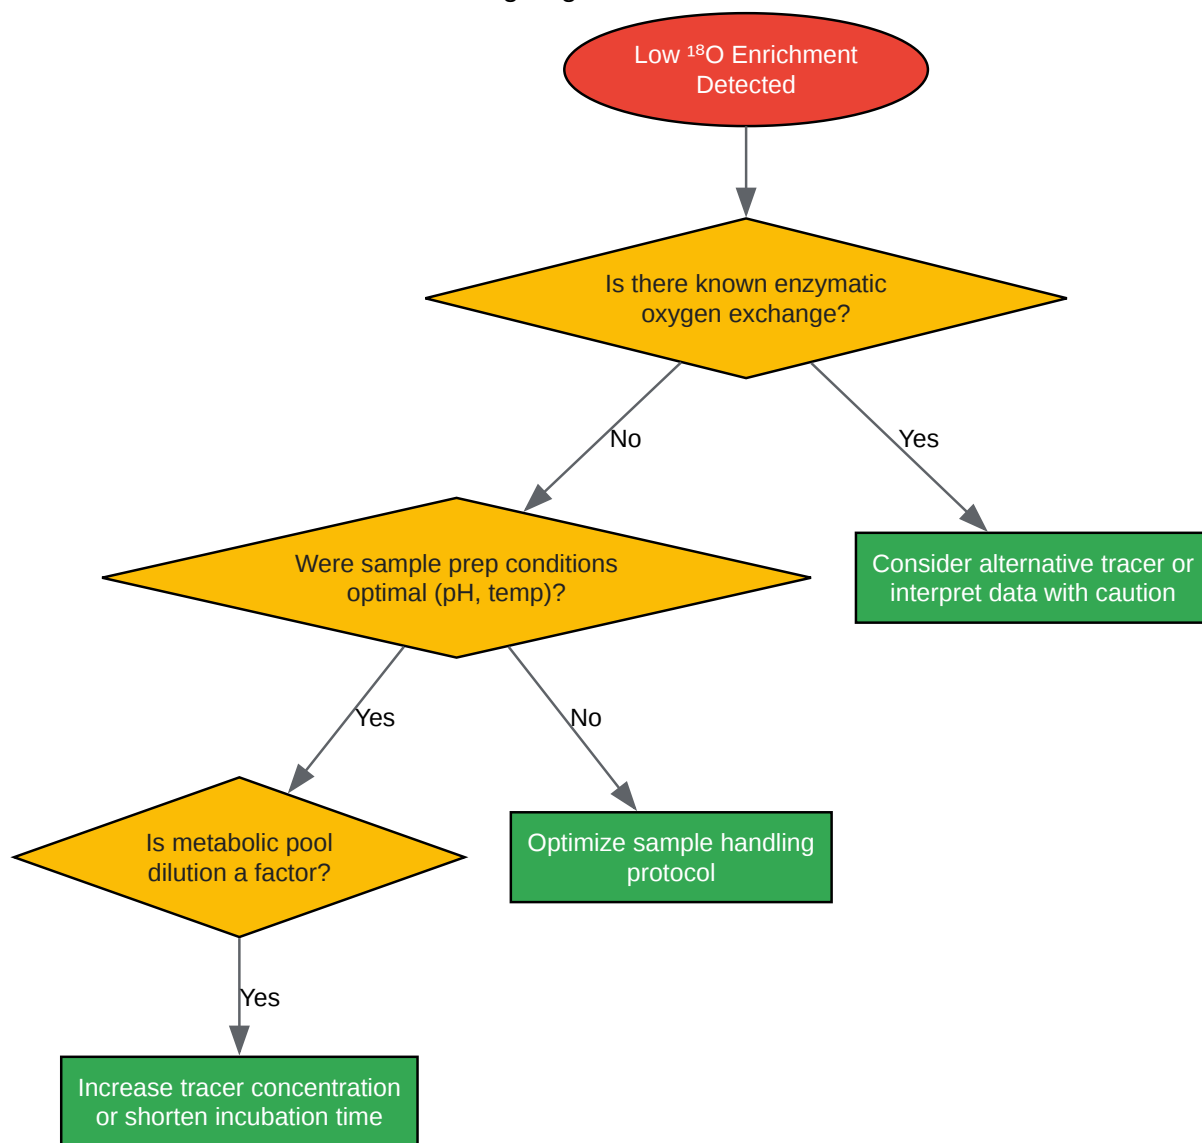 Low ¹⁸O Enrichment
Detected
Is there known enzymatic
oxygen exchange?
No
Yes
Were sample prep conditions
optimal (pH, temp)?
Consider alternative tracer or
interpret data with caution
Yes
No
Is metabolic pool
dilution a factor?
Optimize sample handling
protocol
Yes
Increase tracer concentration
or shorten incubation time